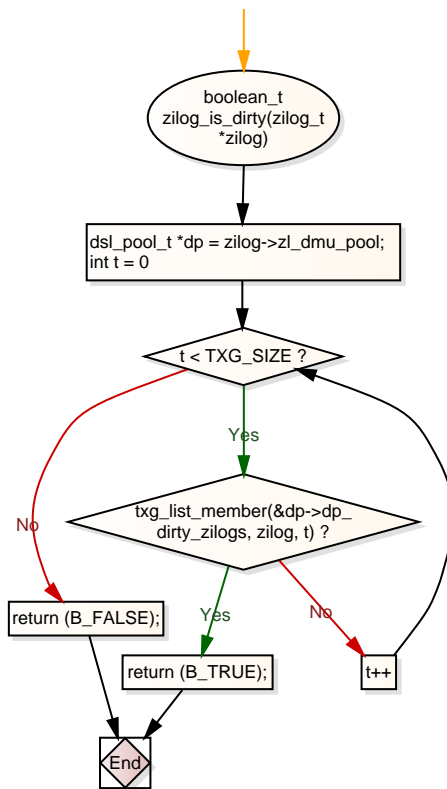 boolean_t
zilog_is_dirty(zilog_t
*zilog)
dsl_pool_t *dp = zilog->zl_dmu_pool;
int t = 0
t < TXG_SIZE ?
Yes
No
txg_list_member(&dp->dp_
dirty_zilogs, zilog, t) ?
Yes
No
return (B_FALSE);
return (B_TRUE);
t++
End